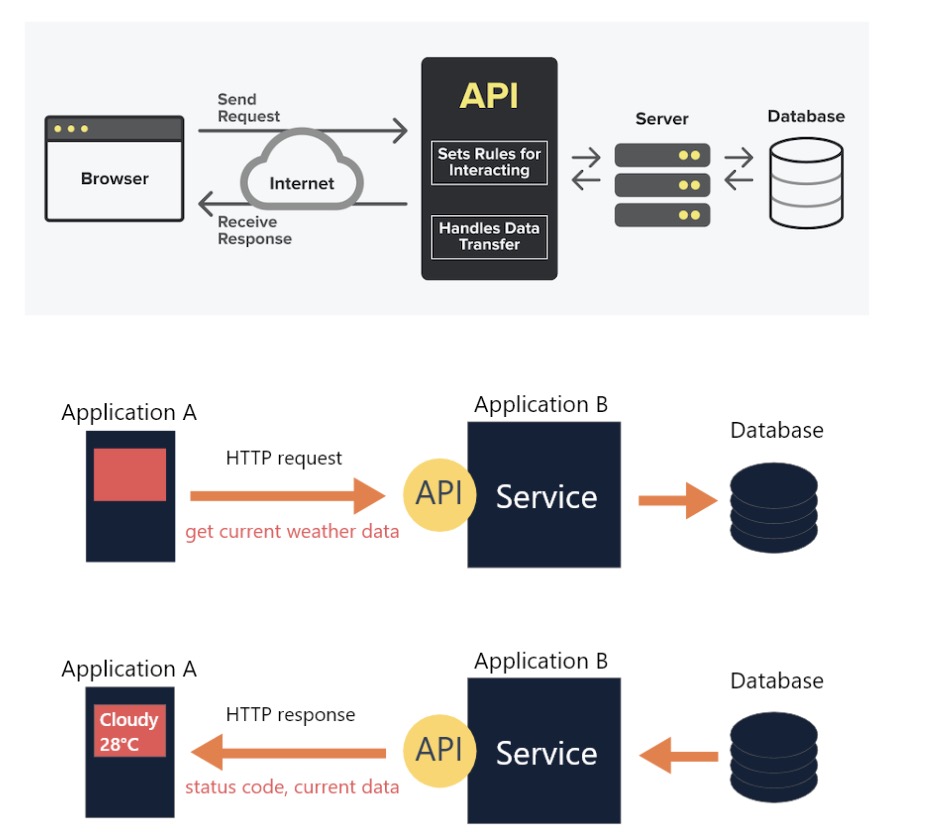 Send
Request
API
Server
Database
Browser
Internet
Sets Rules for
Interacting
Receive
Response
Handles Data
Transfer
Application A
Application B
Database
HTTP request
API
Service
get current weather data
Application A
Application B
Database
Cloudy
28°C
HTTP response
API
Service
status code, current data